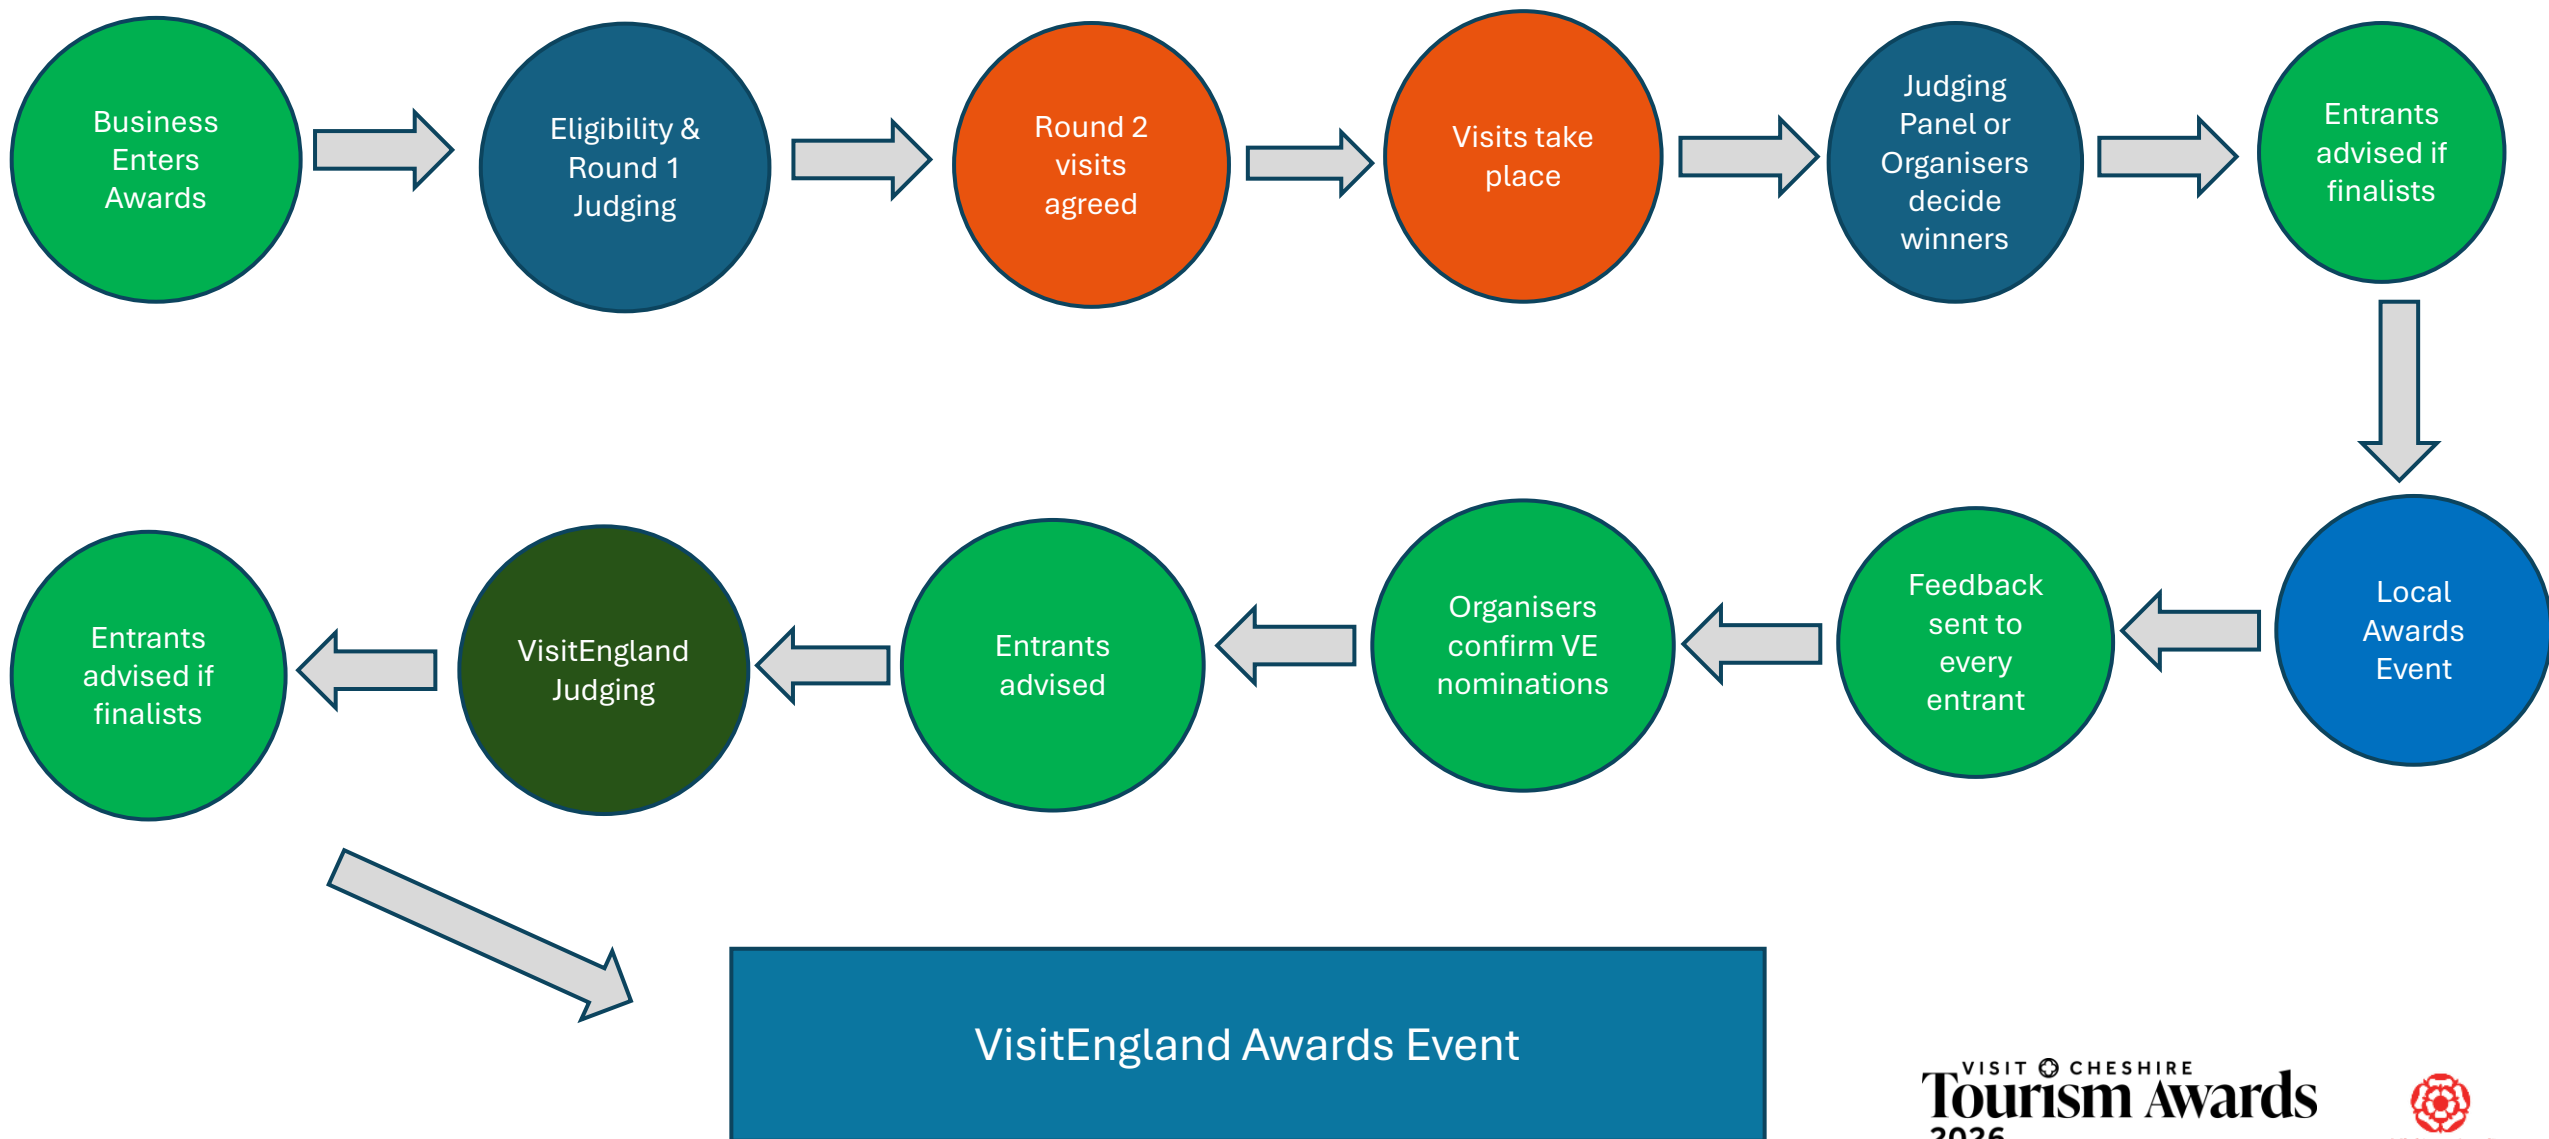 Business
Enters
Awards
Eligibility &
Round 1
Judging
Round 2
visits
agreed
Visits take
place
Judging
Panel or
Organisers
decide
winners
Entrants
advised if
finalists
Local
Awards
Event
Feedback
sent to
every
entrant
Organisers
confirm VE
nominations
Entrants
advised
VisitEngland
Judging
Entrants
advised if
finalists
VisitEngland Awards Event
VISIT CHESHIRE
Tourism Awards
2026